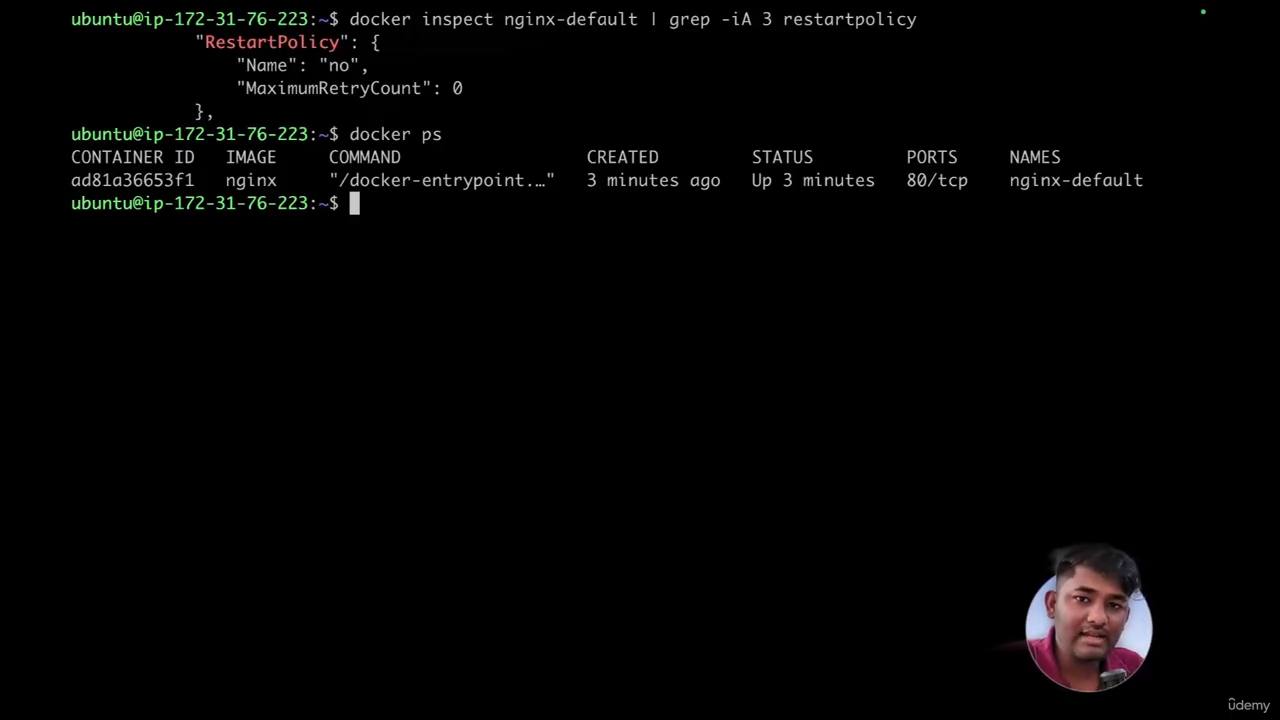 ubuntu@ip-172-31-76-223:~$ docker inspect nginx-default | grep -iA 3 restartpolicy
            "RestartPolicy": {
                "Name": "no",
                "MaximumRetryCount": 0
            },
ubuntu@ip-172-31-76-223:~$ docker ps
CONTAINER ID   IMAGE     COMMAND                  CREATED         STATUS         PORTS     NAMES
ad81a36653f1   nginx     "/docker-entrypoint.…"   3 minutes ago   Up 3 minutes   80/tcp    nginx-default
ubuntu@ip-172-31-76-223:~$
ûdemy